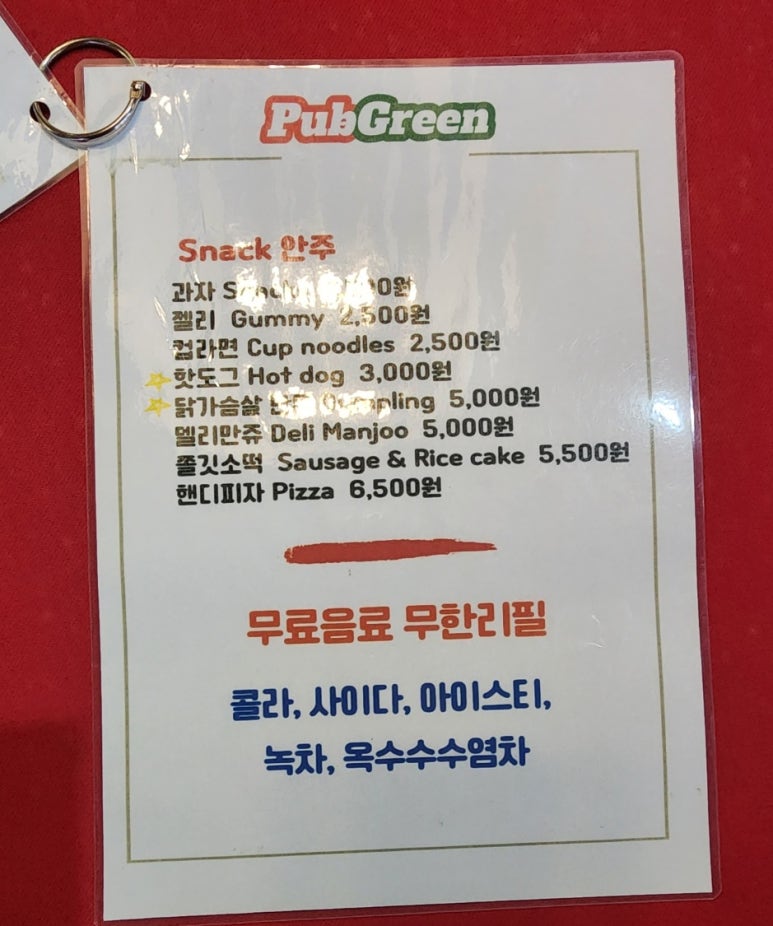 PubGreen
Snack 안주
과자
젤리 Gummy 2,500원
컵라면 Cup noodles 2,500원
핫도그 Hot dog 3,000원
닭가슴살 5,000원
델리만쥬 Deli Manjoo 5,000원
쫄깃소떡 Sausage & Rice cake 5,500원
핸디피자 Pizza 6,500원
무료음료 무한리필
콜라, 사이다, 아이스티,
녹차, 옥수수수염차